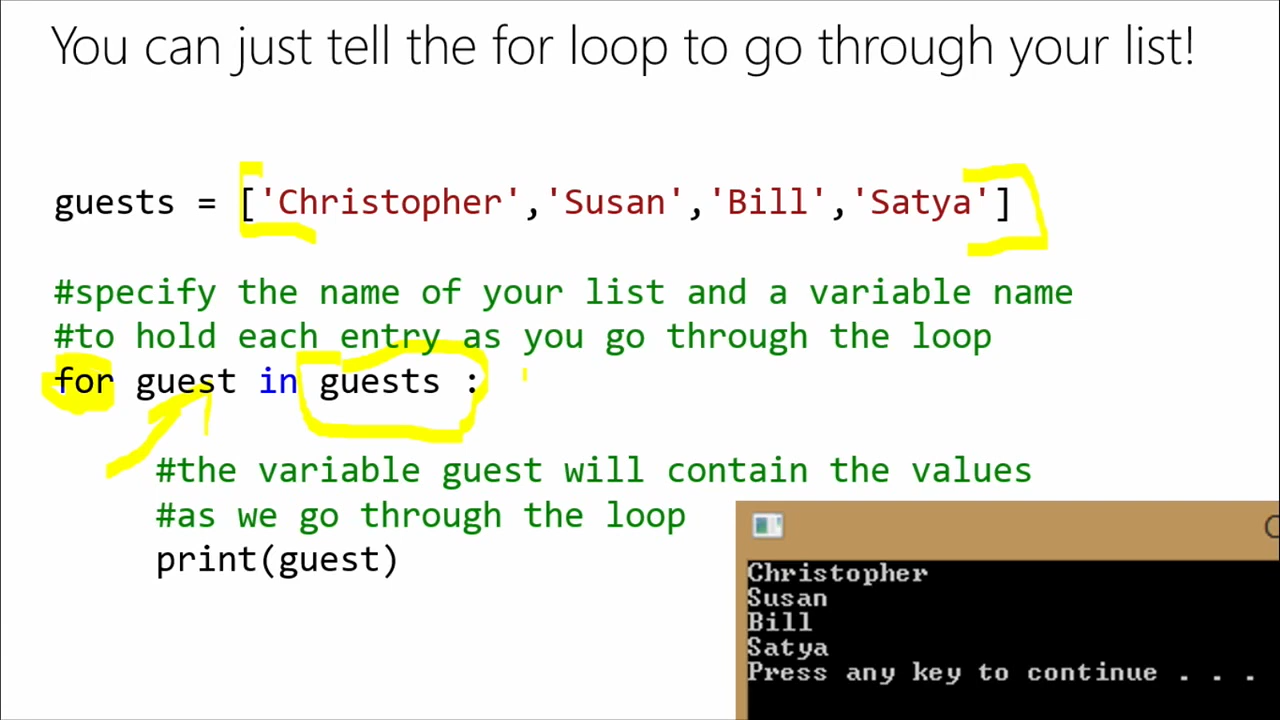 You can just tell the for loop to go through your list!
guests = ['Christopher','Susan','Bill','Satya']
#specify the name of your list and a variable name
#to hold each entry as you go through the loop
for guest in guests :
#the variable guest will contain the values
#as we go through the loop
print(guest)
Christopher
Susan
Bill
Satya
Press any key to continue . . .